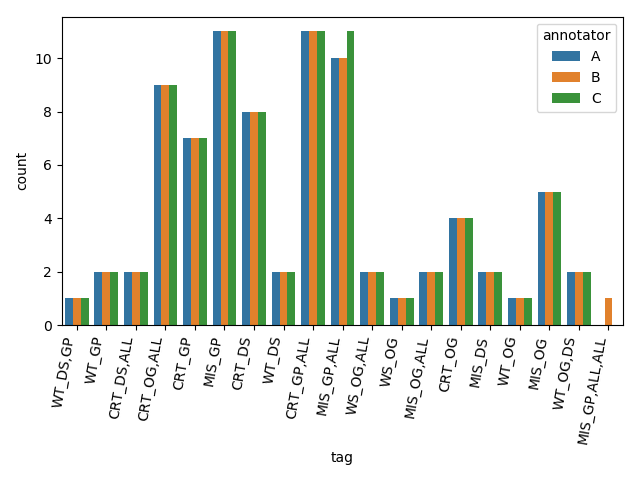 annotator
A
B
C
10
8
6
4
2
0
count
WT_DS,GP
WT_GP
CRT_DS,ALL
CRT_OG,ALL
CRT_GP
MIS_GP
CRT_DS
WT_DS
CRT_GP,ALL
MIS_GP,ALL
WS_OG,ALL
WS_OG
MIS_OG,ALL
CRT_OG
MIS_DS
WT_OG
MIS_OG
WT_OG,DS
MIS_GP,ALL,ALL
tag